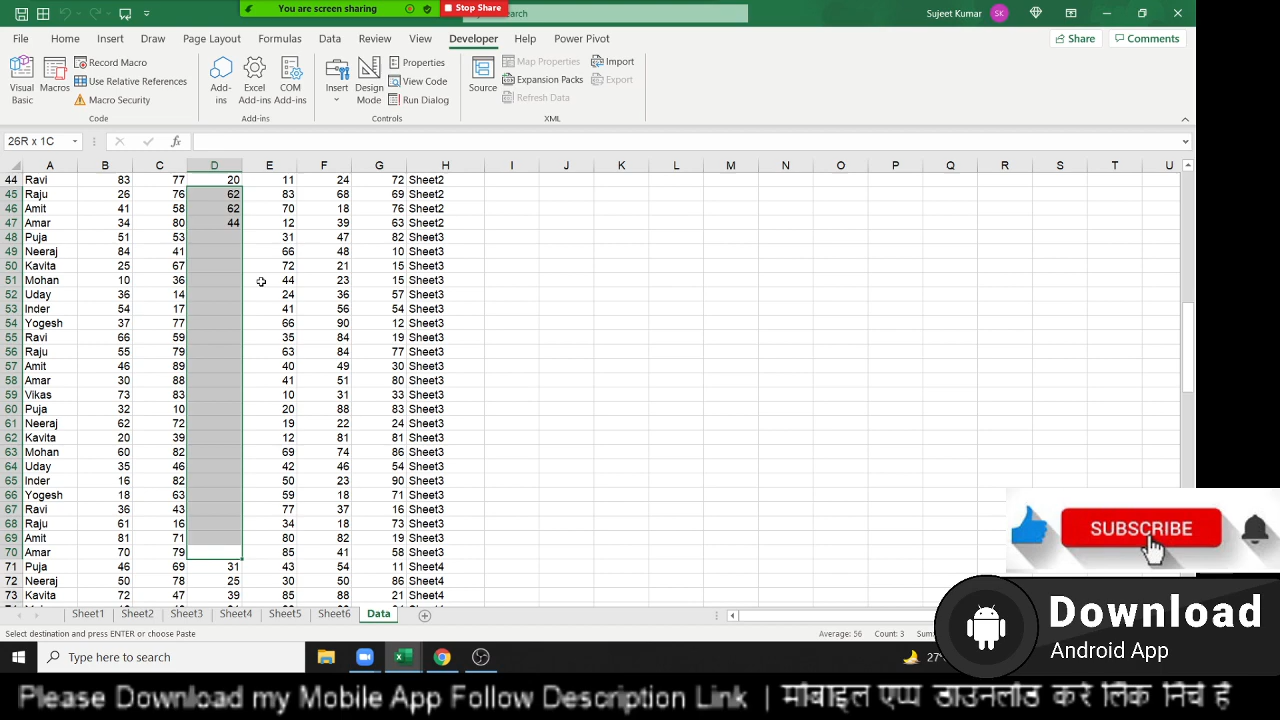 You are screen sharing
Stop Share
Search
Sujeet Kumar SK
File Home Insert Draw Page Layout Formulas Data Review View Developer Help Power Pivot Share Comments
Visual Basic Macros Record Macro Use Relative References Macro Security Code
Add-ins Excel Add-ins COM Add-ins Add-ins
Insert Design Mode Properties View Code Run Dialog Controls
Source Map Properties Expansion Packs Refresh Data Import Export XML
26R x 1C fx
A B C D E F G H I J K L M N O P Q R S T U
44 Ravi 83 77 20 11 24 72 Sheet2
45 Raju 26 76 62 83 68 69 Sheet2
46 Amit 41 58 62 70 18 76 Sheet2
47 Amar 34 80 44 12 39 63 Sheet2
48 Puja 51 53 31 47 82 Sheet3
49 Neeraj 84 41 66 48 10 Sheet3
50 Kavita 25 67 72 21 15 Sheet3
51 Mohan 10 36 44 23 15 Sheet3
52 Uday 36 14 24 36 57 Sheet3
53 Inder 54 17 41 56 54 Sheet3
54 Yogesh 37 77 66 90 12 Sheet3
55 Ravi 66 59 35 84 19 Sheet3
56 Raju 55 79 63 84 77 Sheet3
57 Amit 46 89 40 49 30 Sheet3
58 Amar 30 88 41 51 80 Sheet3
59 Vikas 73 83 10 31 33 Sheet3
60 Puja 32 10 20 88 83 Sheet3
61 Neeraj 62 72 19 22 24 Sheet3
62 Kavita 20 39 12 81 81 Sheet3
63 Mohan 60 82 69 74 86 Sheet3
64 Uday 35 46 42 46 54 Sheet3
65 Inder 16 82 50 23 90 Sheet3
66 Yogesh 18 63 59 18 71 Sheet3
67 Ravi 36 43 77 37 16 Sheet3
68 Raju 61 16 34 18 73 Sheet3
69 Amit 81 71 80 82 19 Sheet3
70 Amar 70 79 85 41 58 Sheet3
71 Puja 46 69 31 43 54 11 Sheet4
72 Neeraj 50 78 25 30 50 86 Sheet4
73 Kavita 72 47 39 85 88 21 Sheet4
Sheet1 Sheet2 Sheet3 Sheet4 Sheet5 Sheet6 Data
Select destination and press ENTER or choose Paste Average: 56 Count: 3
SUBSCRIBE
Download
Android App
Type here to search
Please Download my Mobile App Follow Description Link | मोबाइल एप्प डाउनलोड करे लिंक निचे हैं